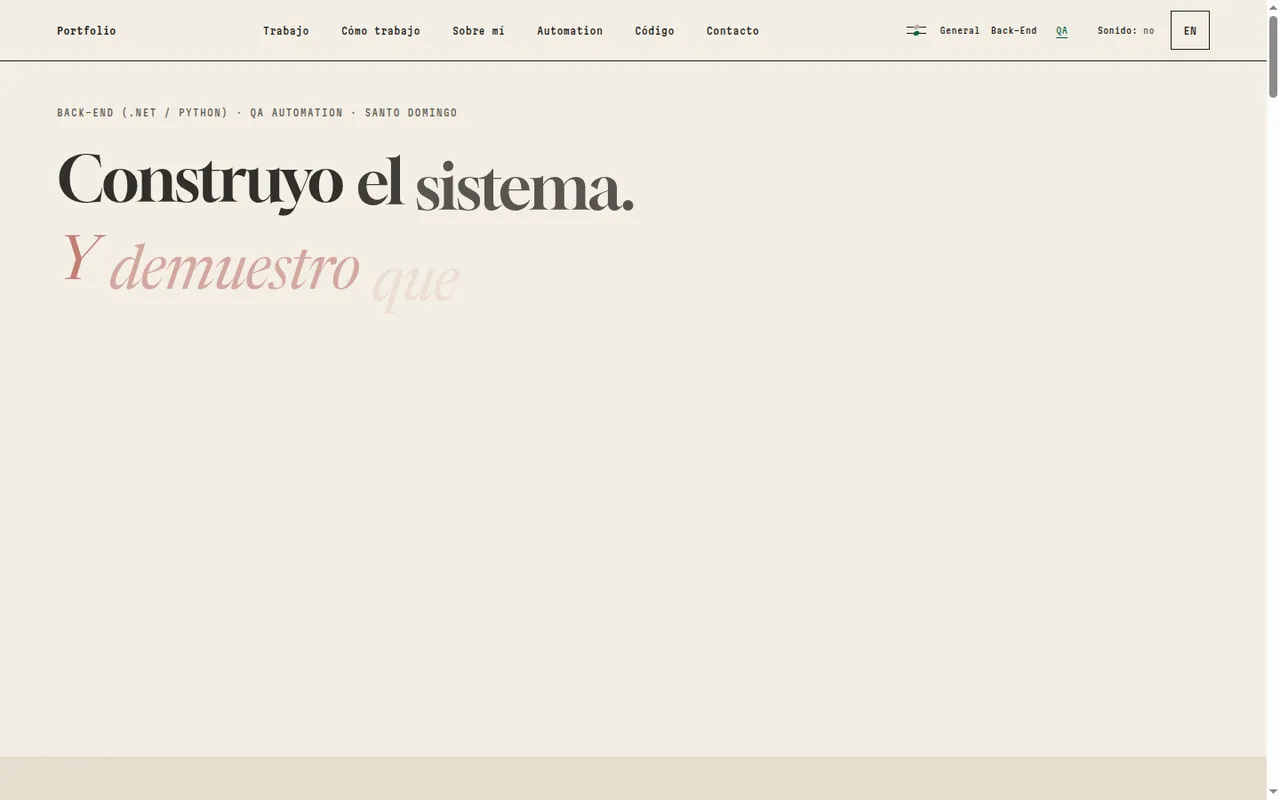 Portfolio
Trabajo
Cómo trabajo
Sobre mí
Automation
Código
Contacto
General
Back-End
QA
Sonido: no
EN
BACK-END (.NET / PYTHON) · QA AUTOMATION · SANTO DOMINGO
Construyo el sistema.
Y demuestro que